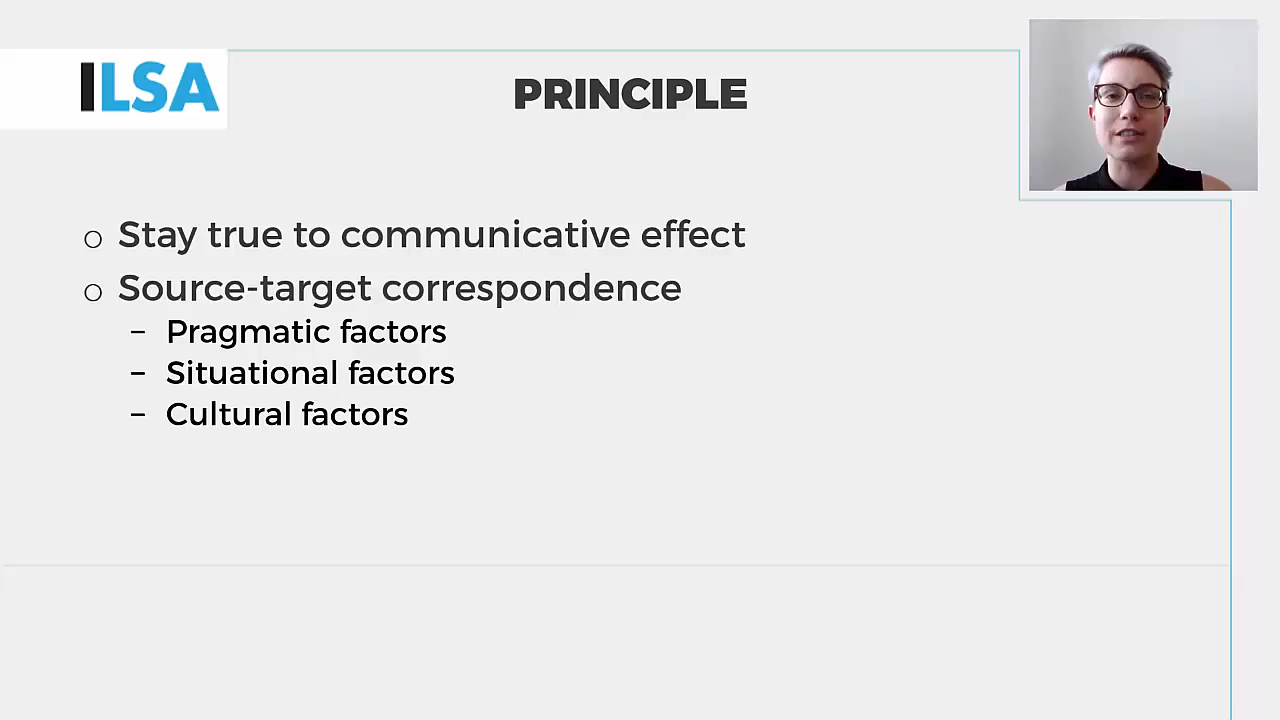 ILSA
PRINCIPLE
o Stay true to communicative effect
o Source-target correspondence
– Pragmatic factors
– Situational factors
– Cultural factors